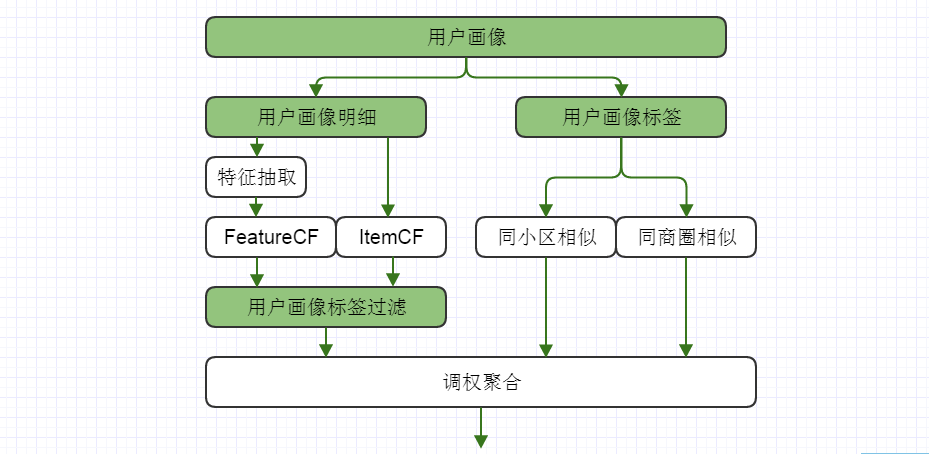 用户画像
用户画像明细
用户画像标签
特征抽取
FeatureCF
ItemCF
同小区相似
同商圈相似
用户画像标签过滤
调权聚合